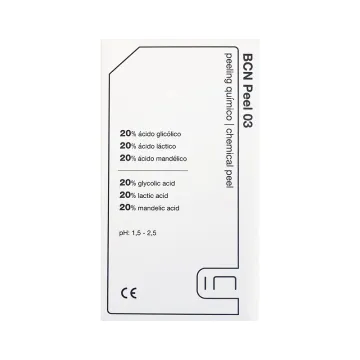 BCN Peel 03
peeling químico | chemical peel
20% ácido glicólico
20% ácido láctico
20% ácido mandélico
20% glycolic acid
20% lactic acid
20% mandelic acid
pH: 1,5 - 2,5
CE